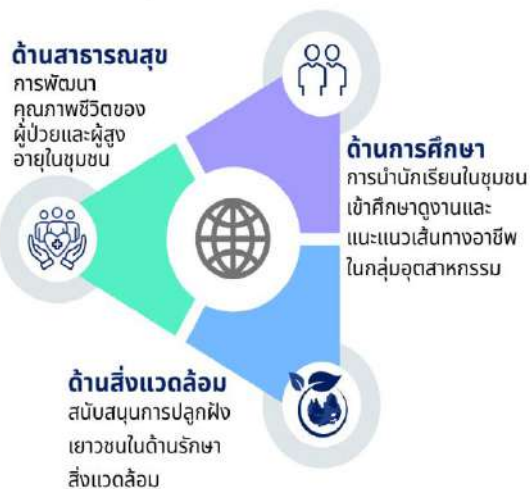 ด้านสาธารณสุข
การพัฒนา
คุณภาพชีวิตของ
ผู้ป่วยและผู้สูง
อายุในชุมชน
ด้านการศึกษา
การนำนักเรียนในชุมชน
เข้าศึกษาดูงานและ
แนะแนวเส้นทางอาชีพ
ในกลุ่มอุตสาหกรรม
ด้านสิ่งแวดล้อม
สนับสนุนการปลูกฝัง
เยาวชนในด้านรักษา
สิ่งแวดล้อม